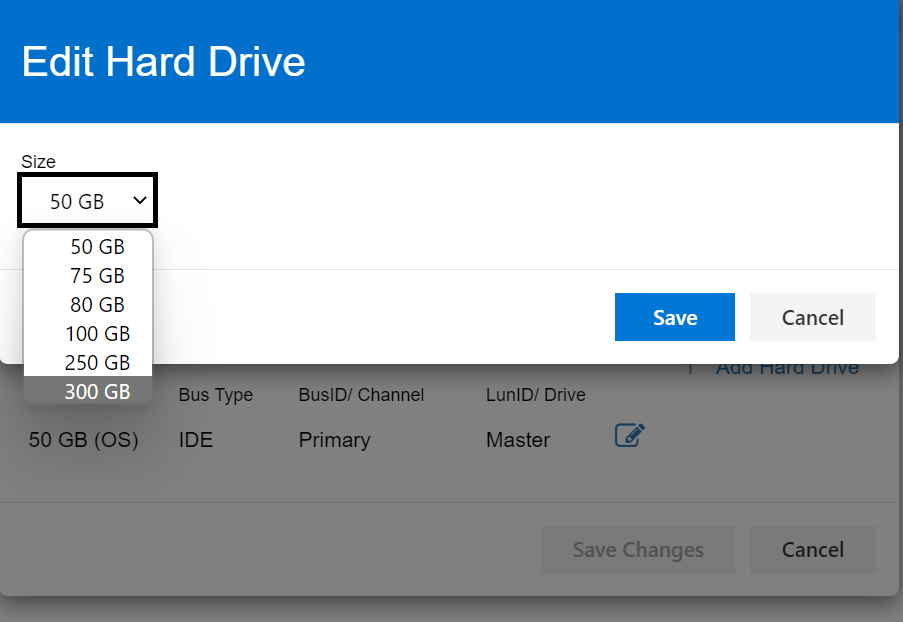 Edit Hard Drive
Size
50 GB
50 GB
75 GB
80 GB
100 GB
250 GB
300 GB
Save Cancel
Add Hard Drive
Bus Type BusID/ Channel LunID/ Drive
50 GB (OS) IDE Primary Master
Save Changes Cancel